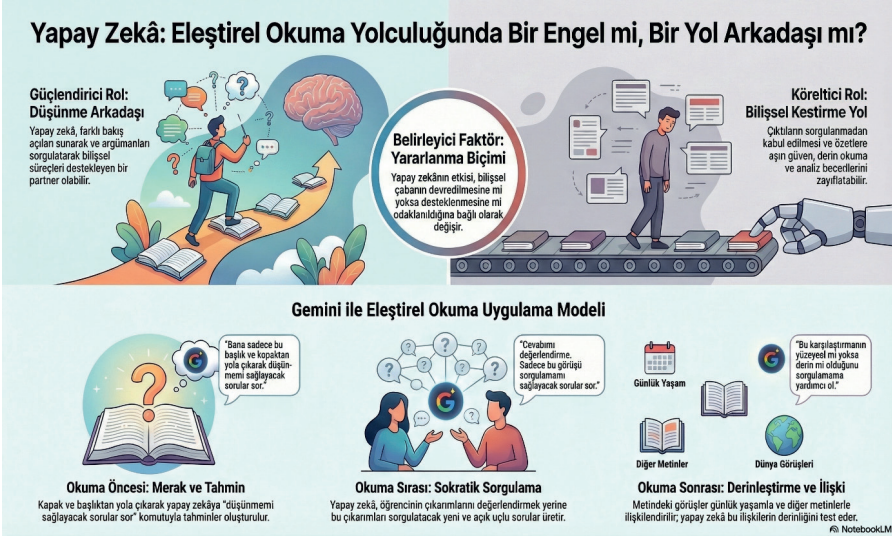 Yapay Zekâ: Eleştirel Okuma Yolculuğunda Bir Engel mi, Bir Yol Arkadaşı mı?
Güçlendirici Rol:
Düşünme Arkadaşı
Yapay zekâ, farklı bakış
açıları sunarak ve argümanları
sorgulatarak bilişsel
süreçleri destekleyen bir
partner olabilir.
Belirleyici Faktör:
Yararlanma Biçimi
Yapay zekânın etkisi, bilişsel
çabanın devredilmesine mi
yoksa desteklenmesine mi
odaklanıldığına bağlı olarak
değişir.
Köreltici Rol:
Bilişsel Kestirme Yol
Çıktıların sorgulanmadan
kabul edilmesi ve özetlere
aşırı güven, derin okuma
ve analiz becerilerini
zayıflatabilir.
Gemini ile Eleştirel Okuma Uygulama Modeli
"Bana sadece bu
başlık ve kopaktan
yola çıkarak düşün-
memi sağlayacak
sorular sor."
Okuma Öncesi: Merak ve Tahmin
Kapak ve başlıktan yola çıkarak yapay zekâya "düşünmemi
sağlayacak sorular sor" komutuyla tahminler oluşturulur.
G
"Cevabımı
değerlendirme.
Sadece bu görüşü
sorgulamamı
sağlayacak sorular sor."
Okuma Sırası: Sokratik Sorgulama
Yapay zekâ, öğrencinin çıkarımlarını değerlendirmek yerine
bu çıkarımları sorgulatacak yeni ve açık uçlu sorular üretir.
Günlük Yaşam
Diğer Metinler
Dünya Görüşleri
"Bu karşılaştırmanın
yüzeyeel mi yoksa
derin mi olduğunu
sorgulamama
yardımcı ol."
Okuma Sonrası: Derinleştirme ve İlişki
Metindeki görüşler günlük yaşamla ve diğer metinlerle
ilişkilendirilir; yapay zekâ bu ilişkilerin derinliğini test eder.
NotebookLM